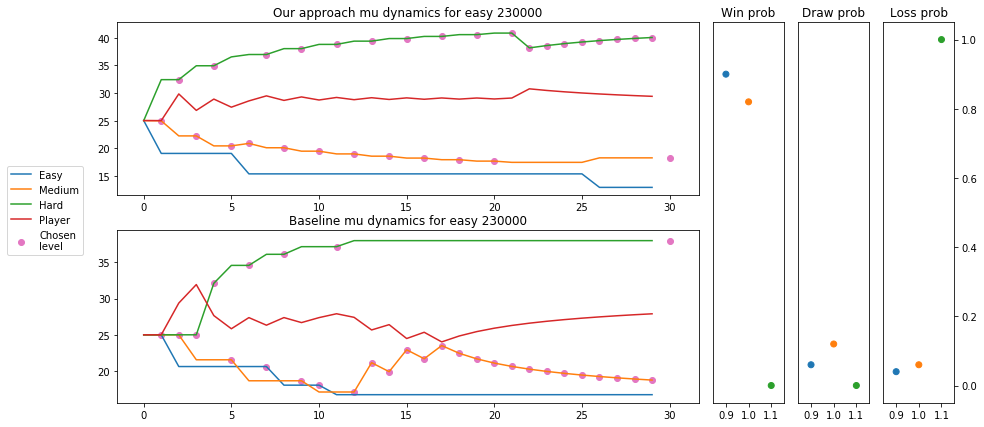 Our approach mu dynamics for easy 230000
40
35
30
25
20
15
0 5 10 15 20 25 30
Baseline mu dynamics for easy 230000
35
30
25
20
0 5 10 15 20 25 30
Easy
Medium
Hard
Player
Chosen
level
Win prob
0.9 1.0 1.1
Draw prob
0.9 1.0 1.1
Loss prob
1.0
0.8
0.6
0.4
0.2
0.0
0.9 1.0 1.1